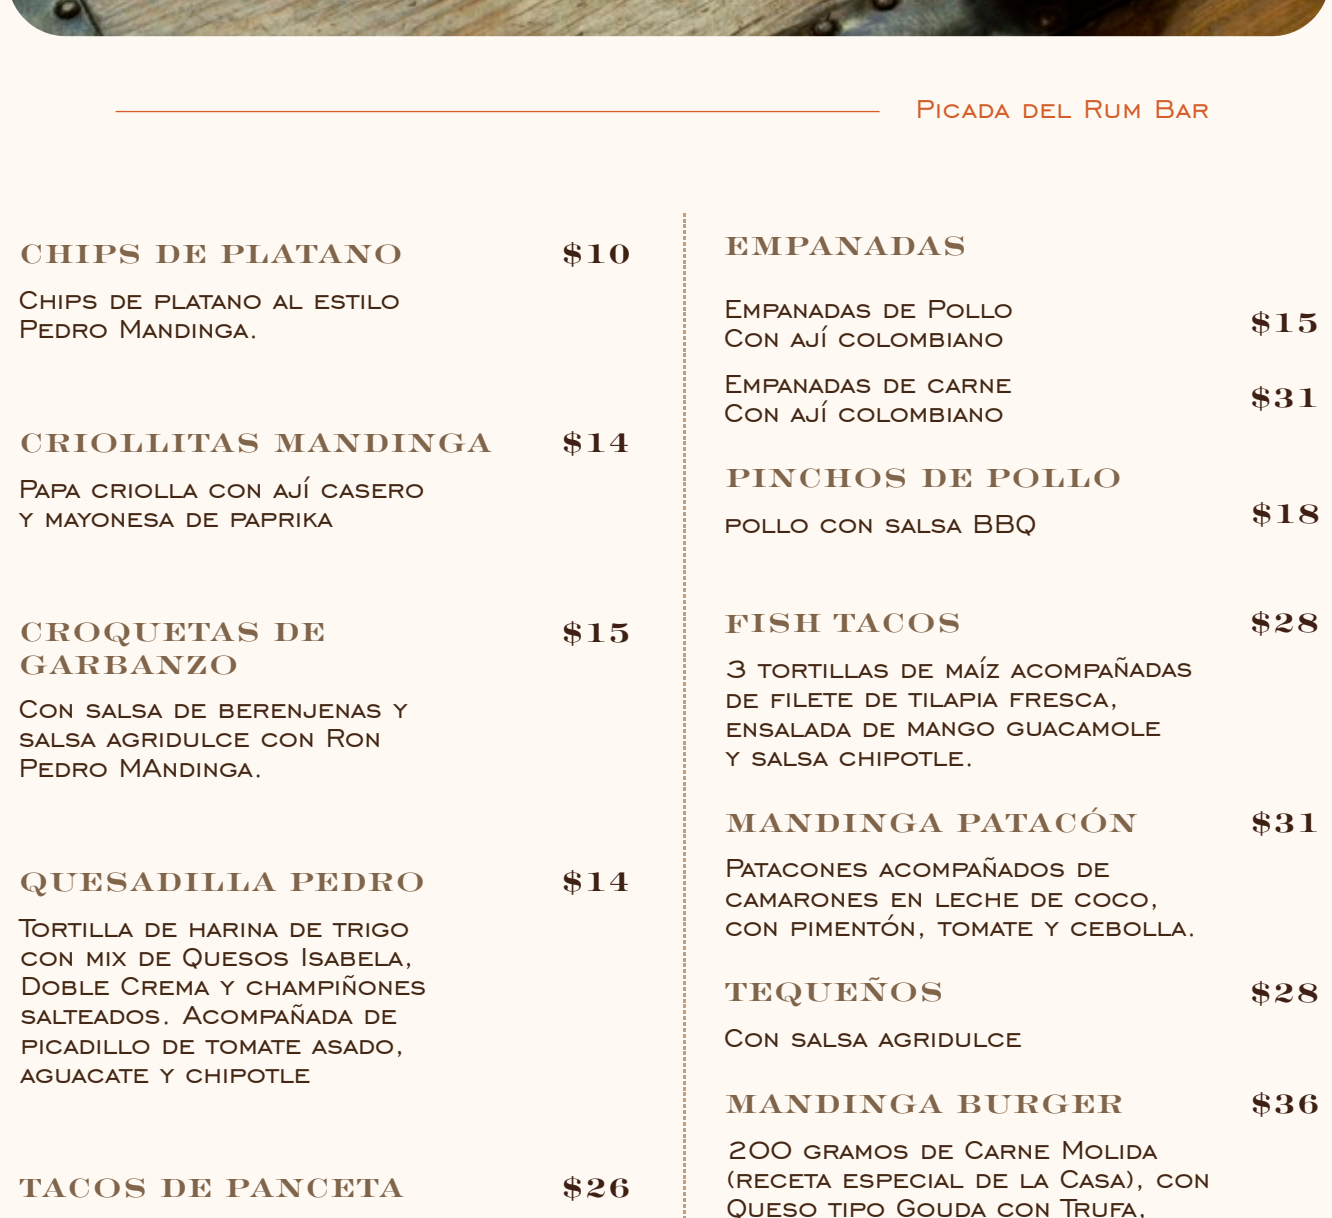 Picada del Rum Bar
CHIPS DE PLATANO $10
Chips de platano al estilo
Pedro Mandinga.
CRIOLLITAS MANDINGA $14
Papa criolla con ají casero
y mayonesa de paprika
CROQUETAS DE
GARBANZO $15
Con salsa de berenjenas y
salsa agridulce con Ron
Pedro MAndinga.
QUESADILLA PEDRO $14
Tortilla de harina de trigo
con mix de Quesos Isabela,
Doble Crema y champiñones
salteados. Acompañada de
picadillo de tomate asado,
aguacate y chipotle
TACOS DE PANCETA $26
EMPANADAS
Empanadas de Pollo
Con ají colombiano $15
Empanadas de carne
Con ají colombiano $31
PINCHOS DE POLLO
pollo con salsa BBQ $18
FISH TACOS $28
3 tortillas de maíz acompañadas
de filete de tilapia fresca,
ensalada de mango guacamole
y salsa chipotle.
MANDINGA PATACÓN $31
Patacones acompañados de
camarones en leche de coco,
con pimentón, tomate y cebolla.
TEQUEÑOS $28
Con salsa agridulce
MANDINGA BURGER $36
200 gramos de Carne Molida
(receta especial de la Casa), con
Queso tipo Gouda con Trufa,